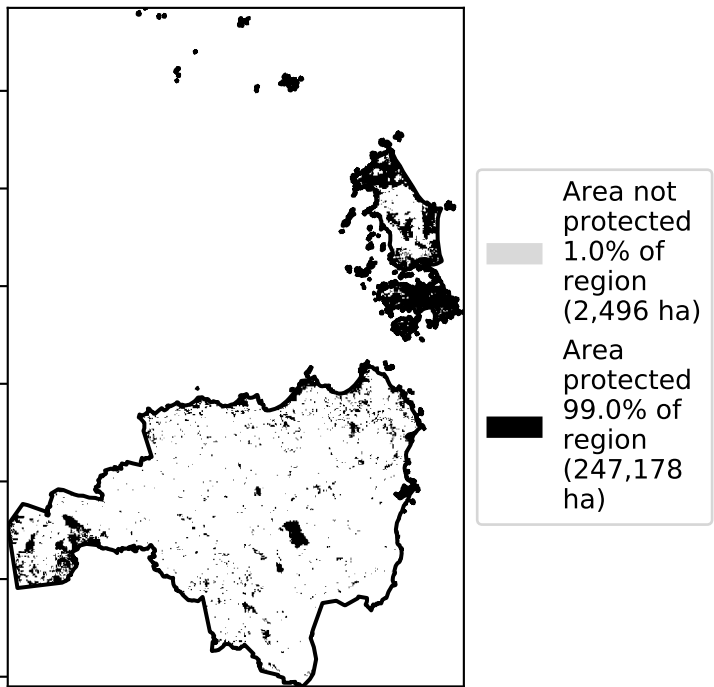 Area not
protected
1.0% of
region
(2,496 ha)
Area
protected
99.0% of
region
(247,178
ha)